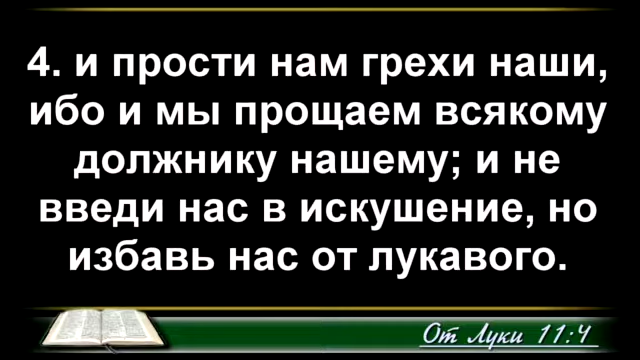 4. и прости нам грехи наши,
ибо и мы прощаем всякому
должнику нашему; и не
введи нас в искушение, но
избавь нас от лукавого.
От Луки 11:4